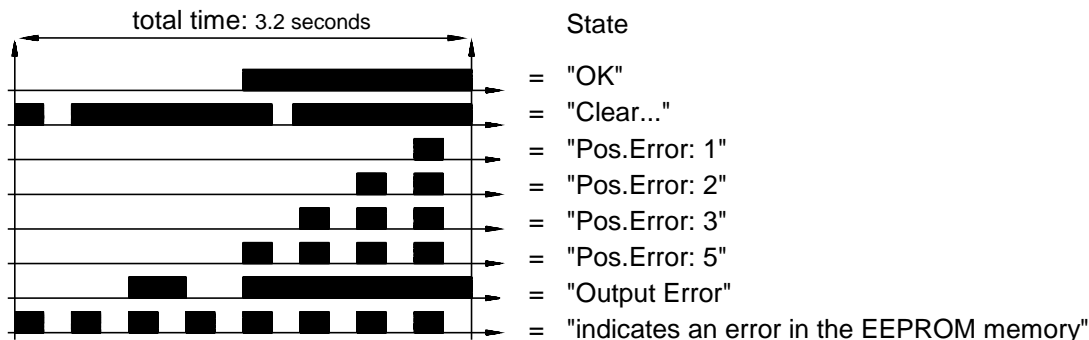 total time: 3.2 seconds State
= "OK"
= "Clear..."
= "Pos.Error: 1"
= "Pos.Error: 2"
= "Pos.Error: 3"
= "Pos.Error: 5"
= "Output Error"
= "indicates an error in the EEPROM memory"